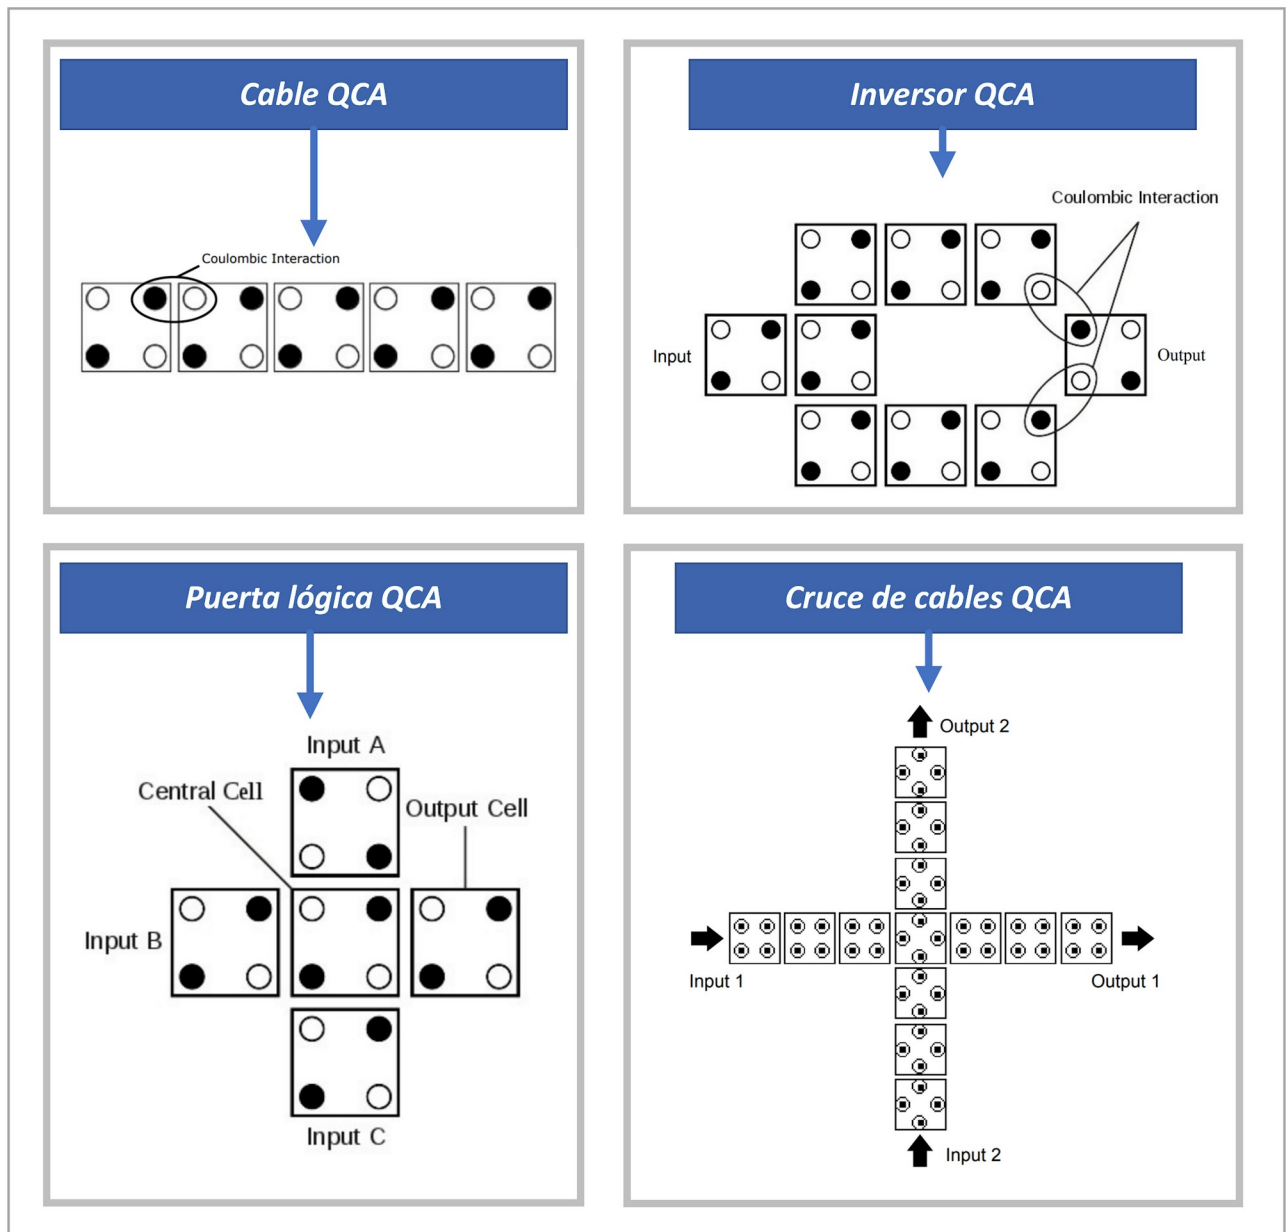 Cable QCA
Coulombic Interaction
Inversor QCA
Coulombic Interaction
Input
Output
Puerta lógica QCA
Input A
Central Cell
Output Cell
Input B
Input C
Cruce de cables QCA
Output 2
Input 1
Output 1
Input 2